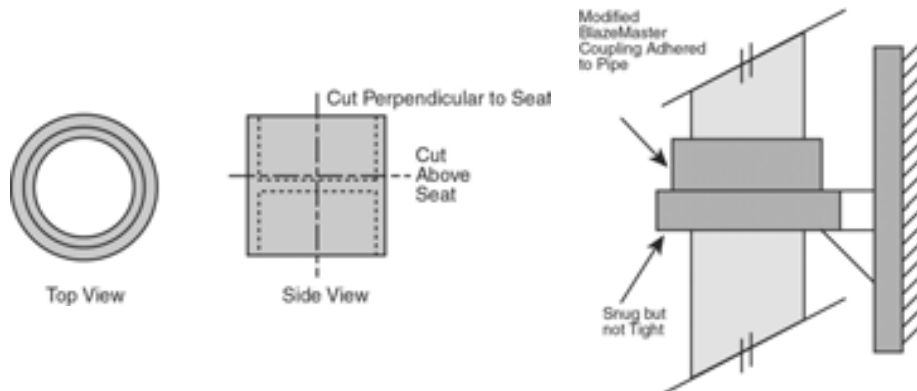 Top View
Cut Perpendicular to Seat
Cut
Above
Seat
Side View
Modified
BlazeMaster
Coupling Adhered
to Pipe
Snug but
not Tight